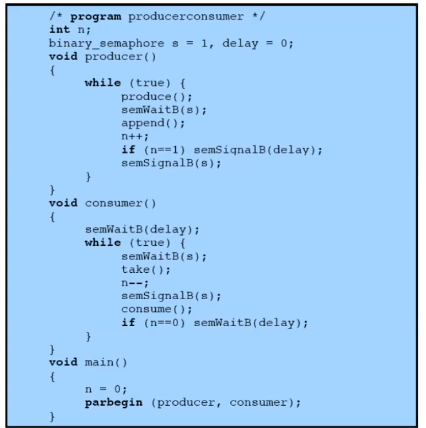 /* program producerconsumer */
int n;
binary_semaphore s = 1, delay = 0;
void producer()
{
while (true) {
produce();
semWaitB(s);
append();
n++;
if (n==1) semSignalB(delay);
semSignalB(s);
}
}
void consumer()
{
semWaitB(delay);
while (true) {
semWaitB(s);
take();
n--;
semSignalB(s);
consume();
if (n==0) semWaitB(delay);
}
}
void main()
{
n = 0;
parbegin (producer, consumer);
}